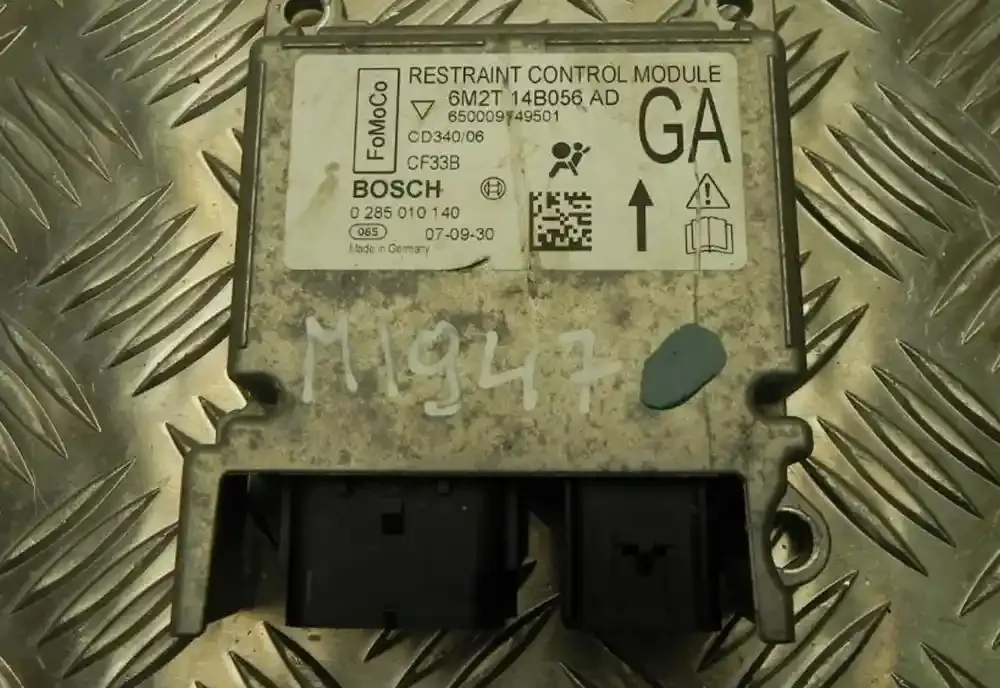 FoMoCo
RESTRAINT CONTROL MODULE
6M2T 14B056 AD
GA
CD340/06
CF33B
BOSCH
0 285 010 140
085 07-09-30
Made in Germany
M1947